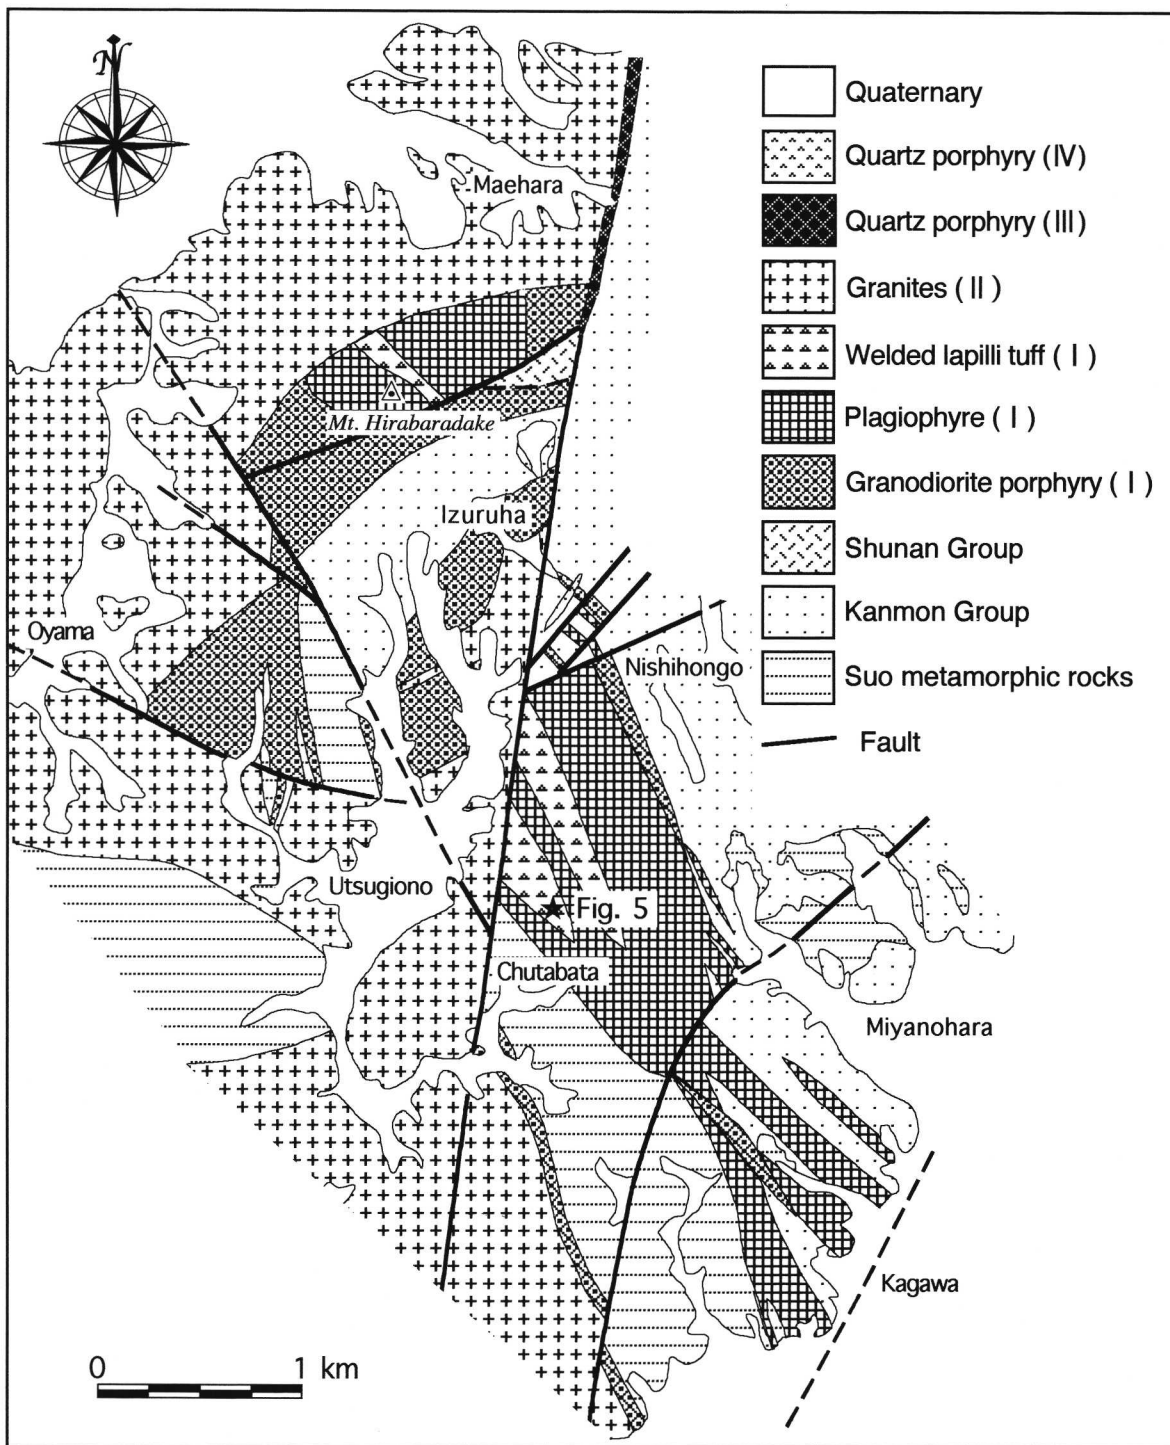 N
Quaternary
Quartz porphyry (IV)
Quartz porphyry (III)
Granites (II)
Welded lapilli tuff (I)
Plagiophyre (I)
Granodiorite porphyry (I)
Shunan Group
Kanmon Group
Suo metamorphic rocks
Fault
Maehara
Mt. Hirabaradake
Izuruha
Oyama
Nishihongo
Utsugiono
Fig. 5
Chutabata
Miyanohara
Kagawa
0 1 km